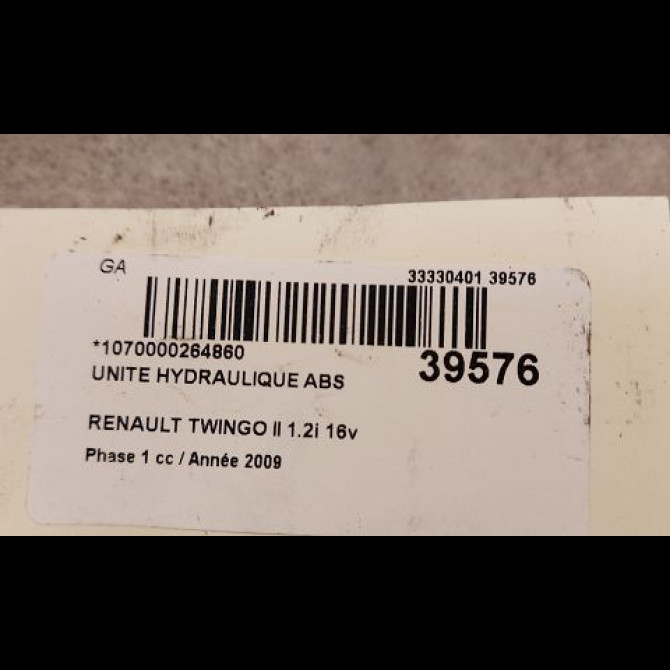 GA
33330401 39576
*1070000264860
39576
UNITE HYDRAULIQUE ABS
RENAULT TWINGO II 1.2i 16v
Phase 1 cc / Année 2009